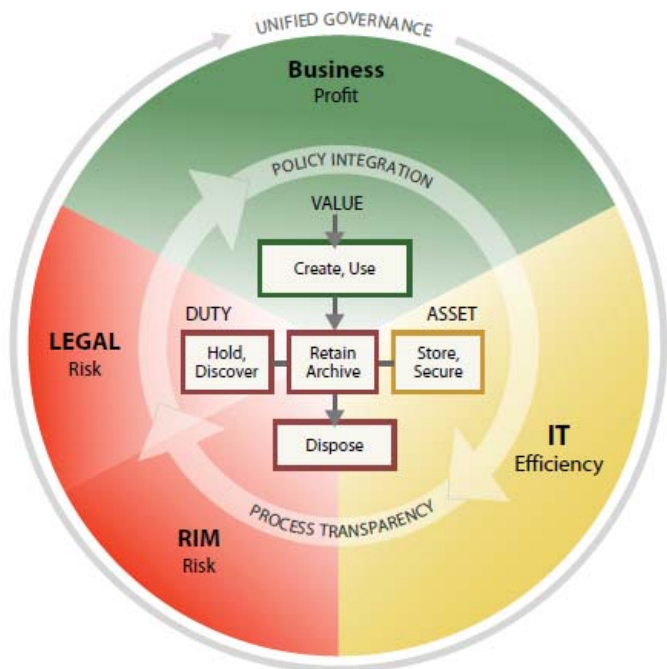 UNIFIED GOVERNANCE
Business
Profit
POLICY INTEGRATION
VALUE
Create, Use
DUTY
ASSET
LEGAL
Risk
Hold,
Discover
Retain
Archive
Store,
Secure
Dispose
IT
Efficiency
RIM
Risk
PROCESS TRANSPARENCY